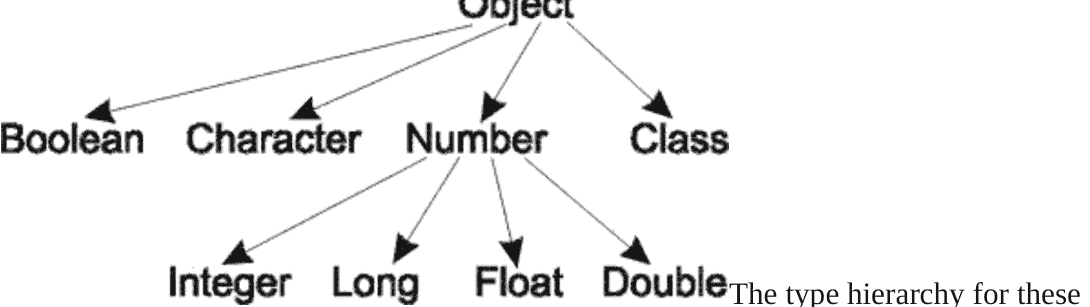 Object
Boolean Character Number Class
Integer Long Float Double The type hierarchy for these